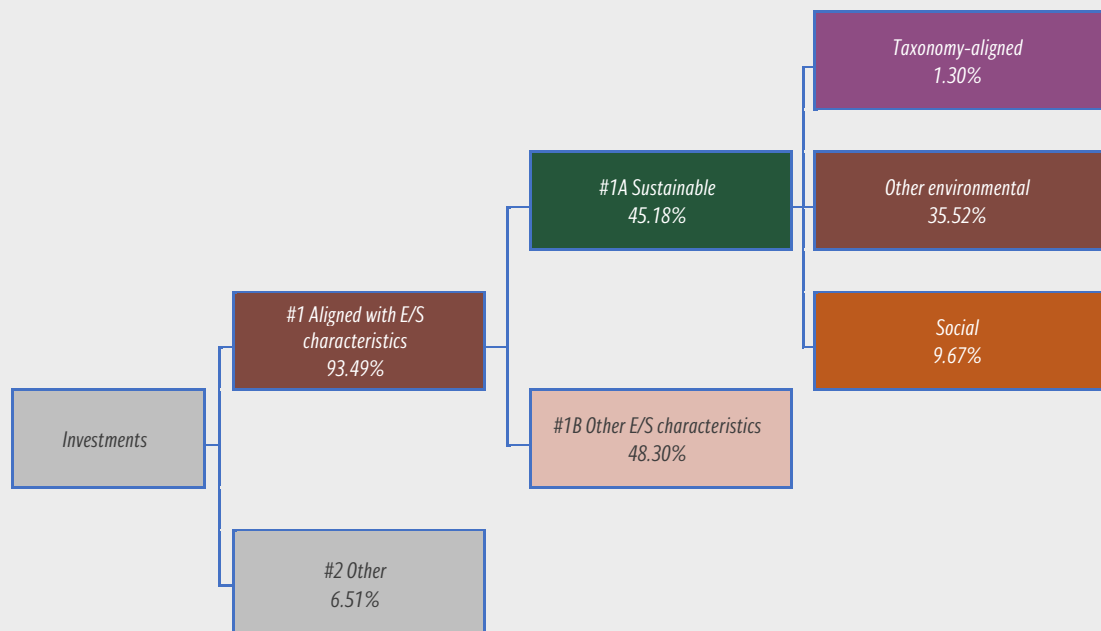 Taxonomy-aligned
1.30%
#1A Sustainable
45.18%
Other environmental
35.52%
#1 Aligned with E/S
characteristics
93.49%
Social
9.67%
Investments
#1B Other E/S characteristics
48.30%
#2 Other
6.51%